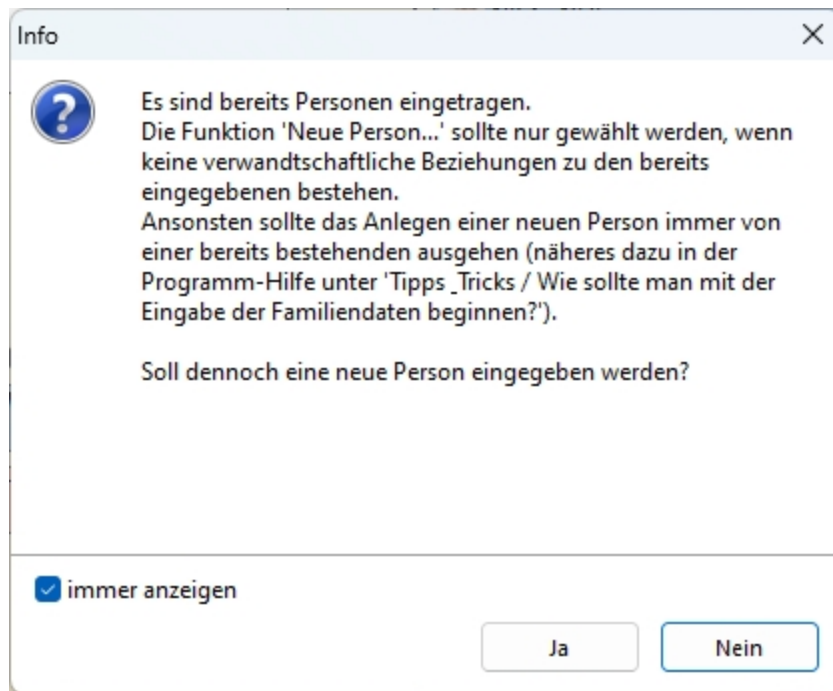 Info
Es sind bereits Personen eingetragen.
Die Funktion 'Neue Person...' sollte nur gewählt werden, wenn
keine verwandtschaftliche Beziehungen zu den bereits
eingegebenen bestehen.
Ansonsten sollte das Anlegen einer neuen Person immer von
einer bereits bestehenden ausgehen (näheres dazu in der
Programm-Hilfe unter 'Tipps _Tricks / Wie sollte man mit der
Eingabe der Familiendaten beginnen?').
Soll dennoch eine neue Person eingegeben werden?
immer anzeigen
Ja
Nein